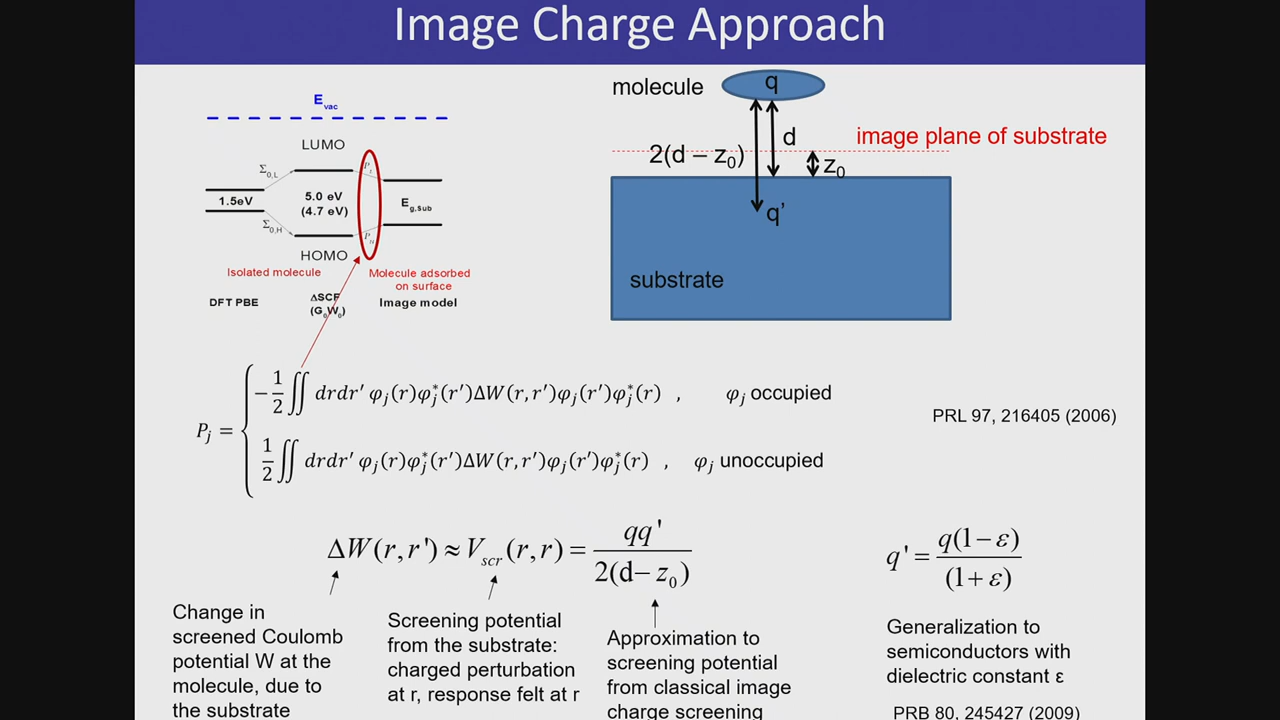 Image Charge Approach
E_vac
LUMO
Σ_0,L
P_L
1.5eV
5.0 eV
(4.7 eV)
E_g,Sub
Σ_0,H
P_H
HOMO
Isolated molecule
Molecule adsorbed
on surface
DFT PBE
ΔSCF
(G_0W_0)
Image model
molecule
q
d
image plane of substrate
2(d − z_0)
z_0
q'
substrate
P_j =
−1/2 ∬ drdr′ φ_j(r)φ_j*(r′)ΔW(r,r′)φ_j(r′)φ_j*(r) , φ_j occupied
1/2 ∬ drdr′ φ_j(r)φ_j*(r′)ΔW(r,r′)φ_j(r′)φ_j*(r) , φ_j unoccupied
PRL 97, 216405 (2006)
ΔW(r,r') ≈ V_scr(r,r) = qq' / 2(d− z_0)
q' = q(1−ε) / (1+ε)
Change in
screened Coulomb
potential W at the
molecule, due to
the substrate
Screening potential
from the substrate:
charged perturbation
at r, response felt at r
Approximation to
screening potential
from classical image
charge screening
Generalization to
semiconductors with
dielectric constant ε
PRB 80, 245427 (2009)